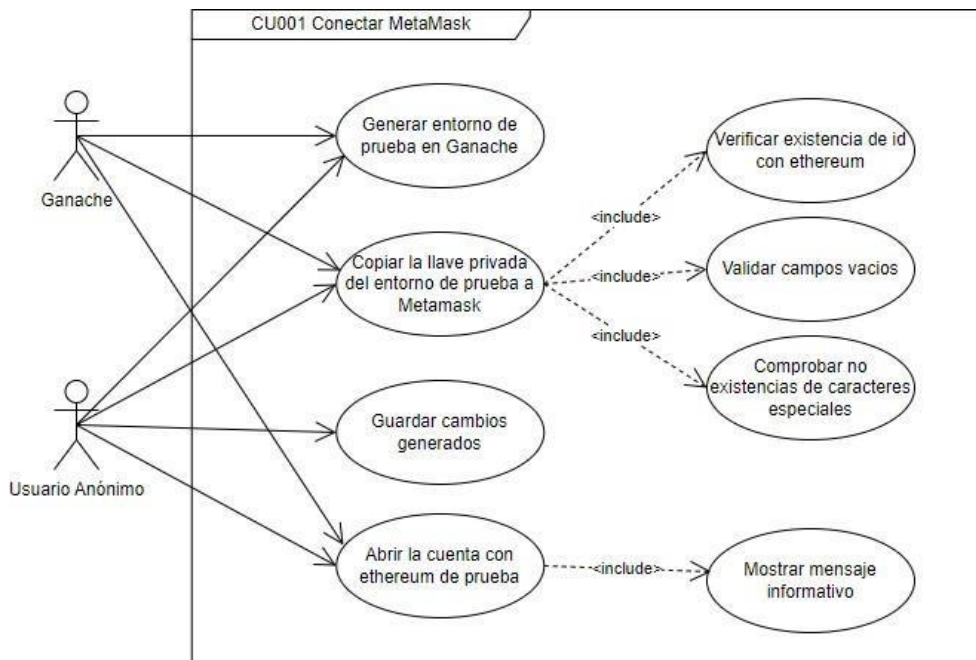 CU001 Conectar MetaMask
Ganache
Usuario Anónimo
Generar entorno de
prueba en Ganache
Copiar la llave privada
del entorno de prueba a
Metamask
Guardar cambios
generados
Abrir la cuenta con
ethereum de prueba
<include>
<include>
<include>
<include>
Verificar existencia de id
con ethereum
Validar campos vacios
Comprobar no
existencias de caracteres
especiales
Mostrar mensaje
informativo